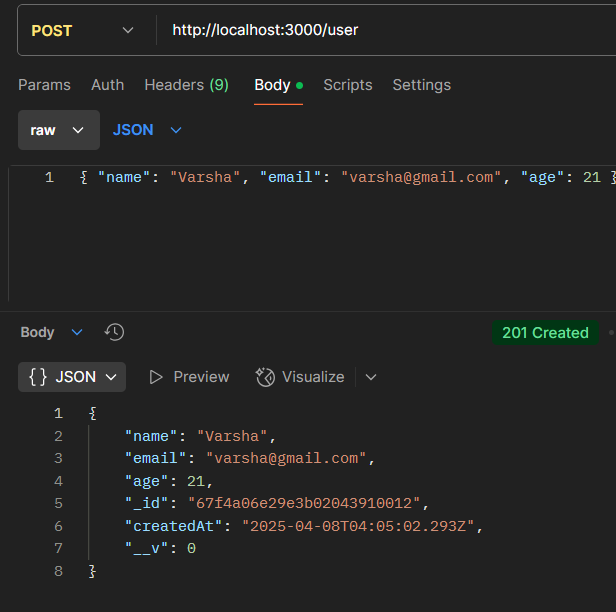 POST http://localhost:3000/user
Params Auth Headers (9) Body Scripts Settings
raw JSON
1 { "name": "Varsha", "email": "varsha@gmail.com", "age": 21 }
Body 201 Created
{} JSON Preview Visualize
1 {
2 "name": "Varsha",
3 "email": "varsha@gmail.com",
4 "age": 21,
5 "_id": "67f4a06e29e3b02043910012",
6 "createdAt": "2025-04-08T04:05:02.293Z",
7 "__v": 0
8 }